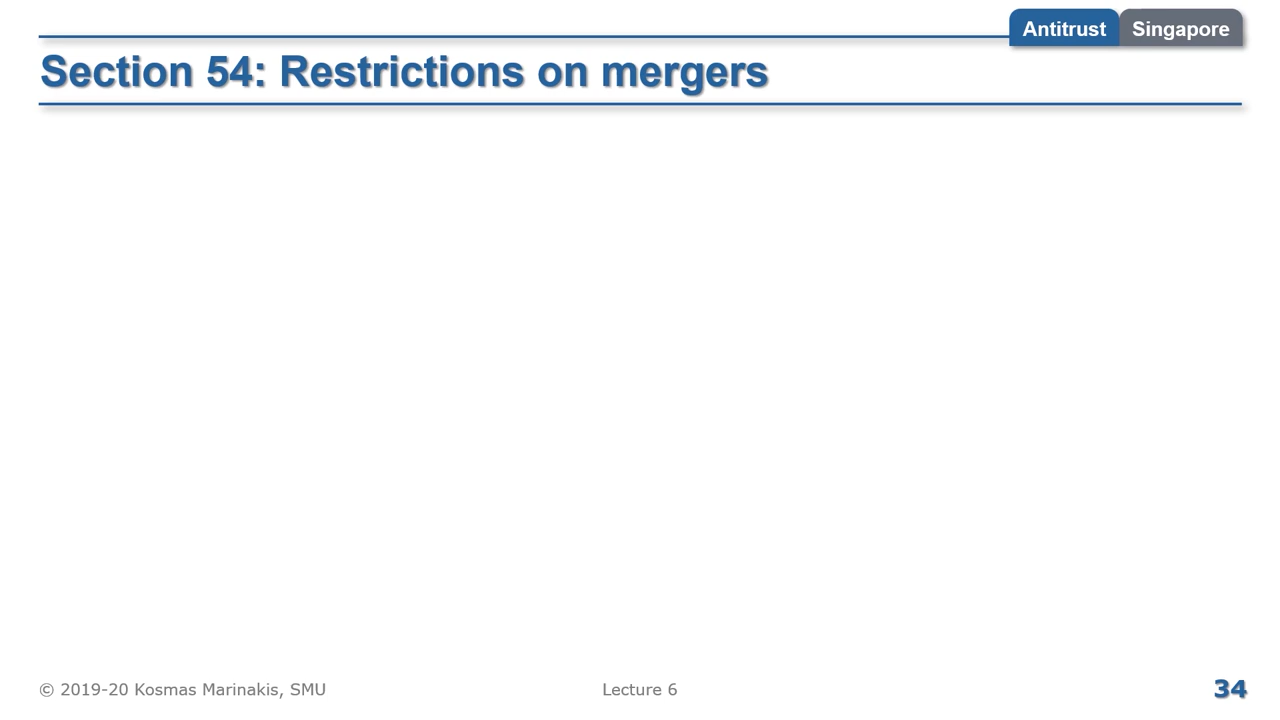 Antitrust Singapore
Section 54: Restrictions on mergers
© 2019-20 Kosmas Marinakis, SMU Lecture 6 34